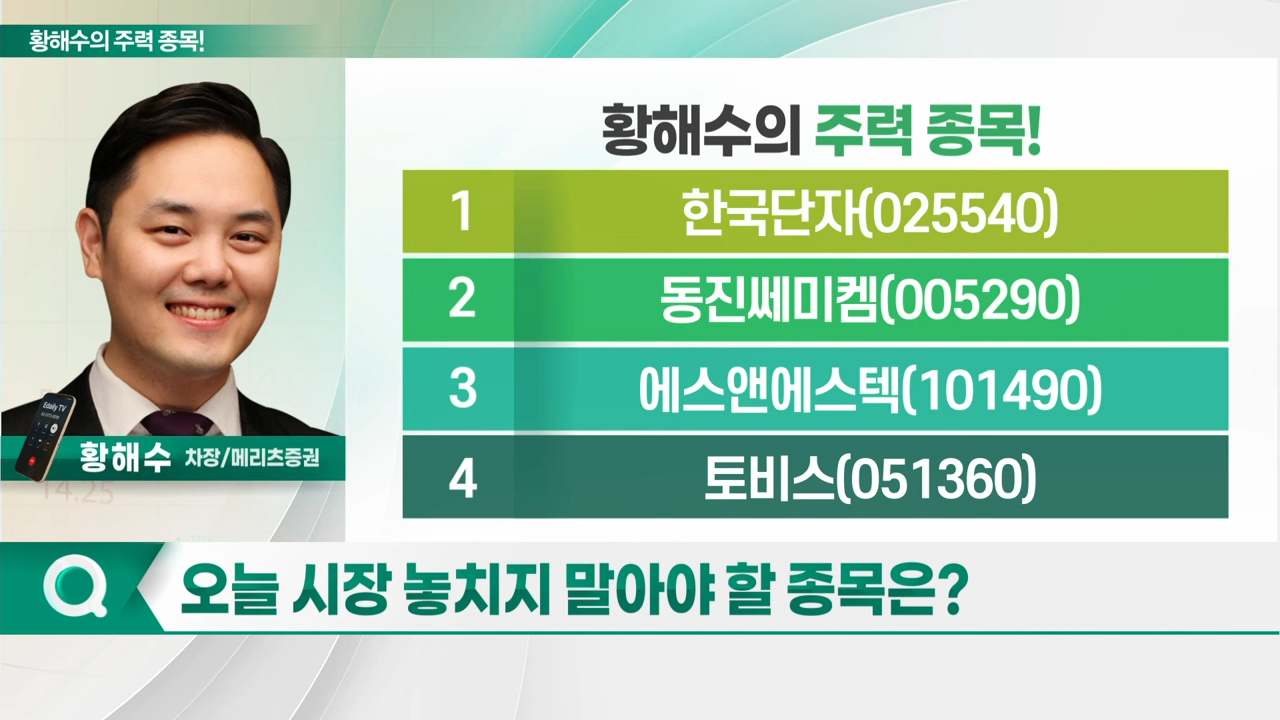 황해수의 주력 종목!
황해수의 주력 종목!
1 한국단자(025540)
2 동진쎄미켐(005290)
3 에스앤에스텍(101490)
4 토비스(051360)
Edaily TV
황해수 차장/메리츠증권
14.25
오늘 시장 놓치지 말아야 할 종목은?